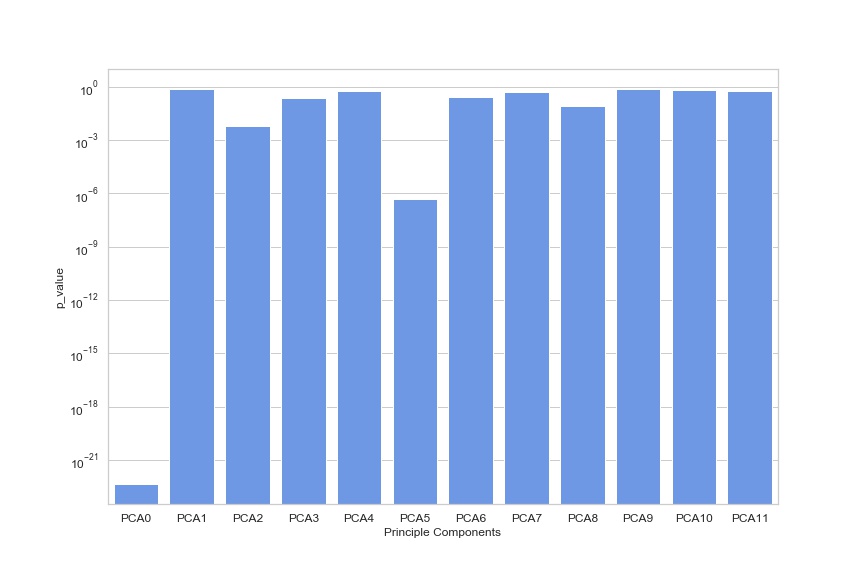 10^0
10^−3
10^−6
10^−9
10^−12
10^−15
10^−18
10^−21
p_value
PCA0 PCA1 PCA2 PCA3 PCA4 PCA5 PCA6 PCA7 PCA8 PCA9 PCA10 PCA11
Principle Components